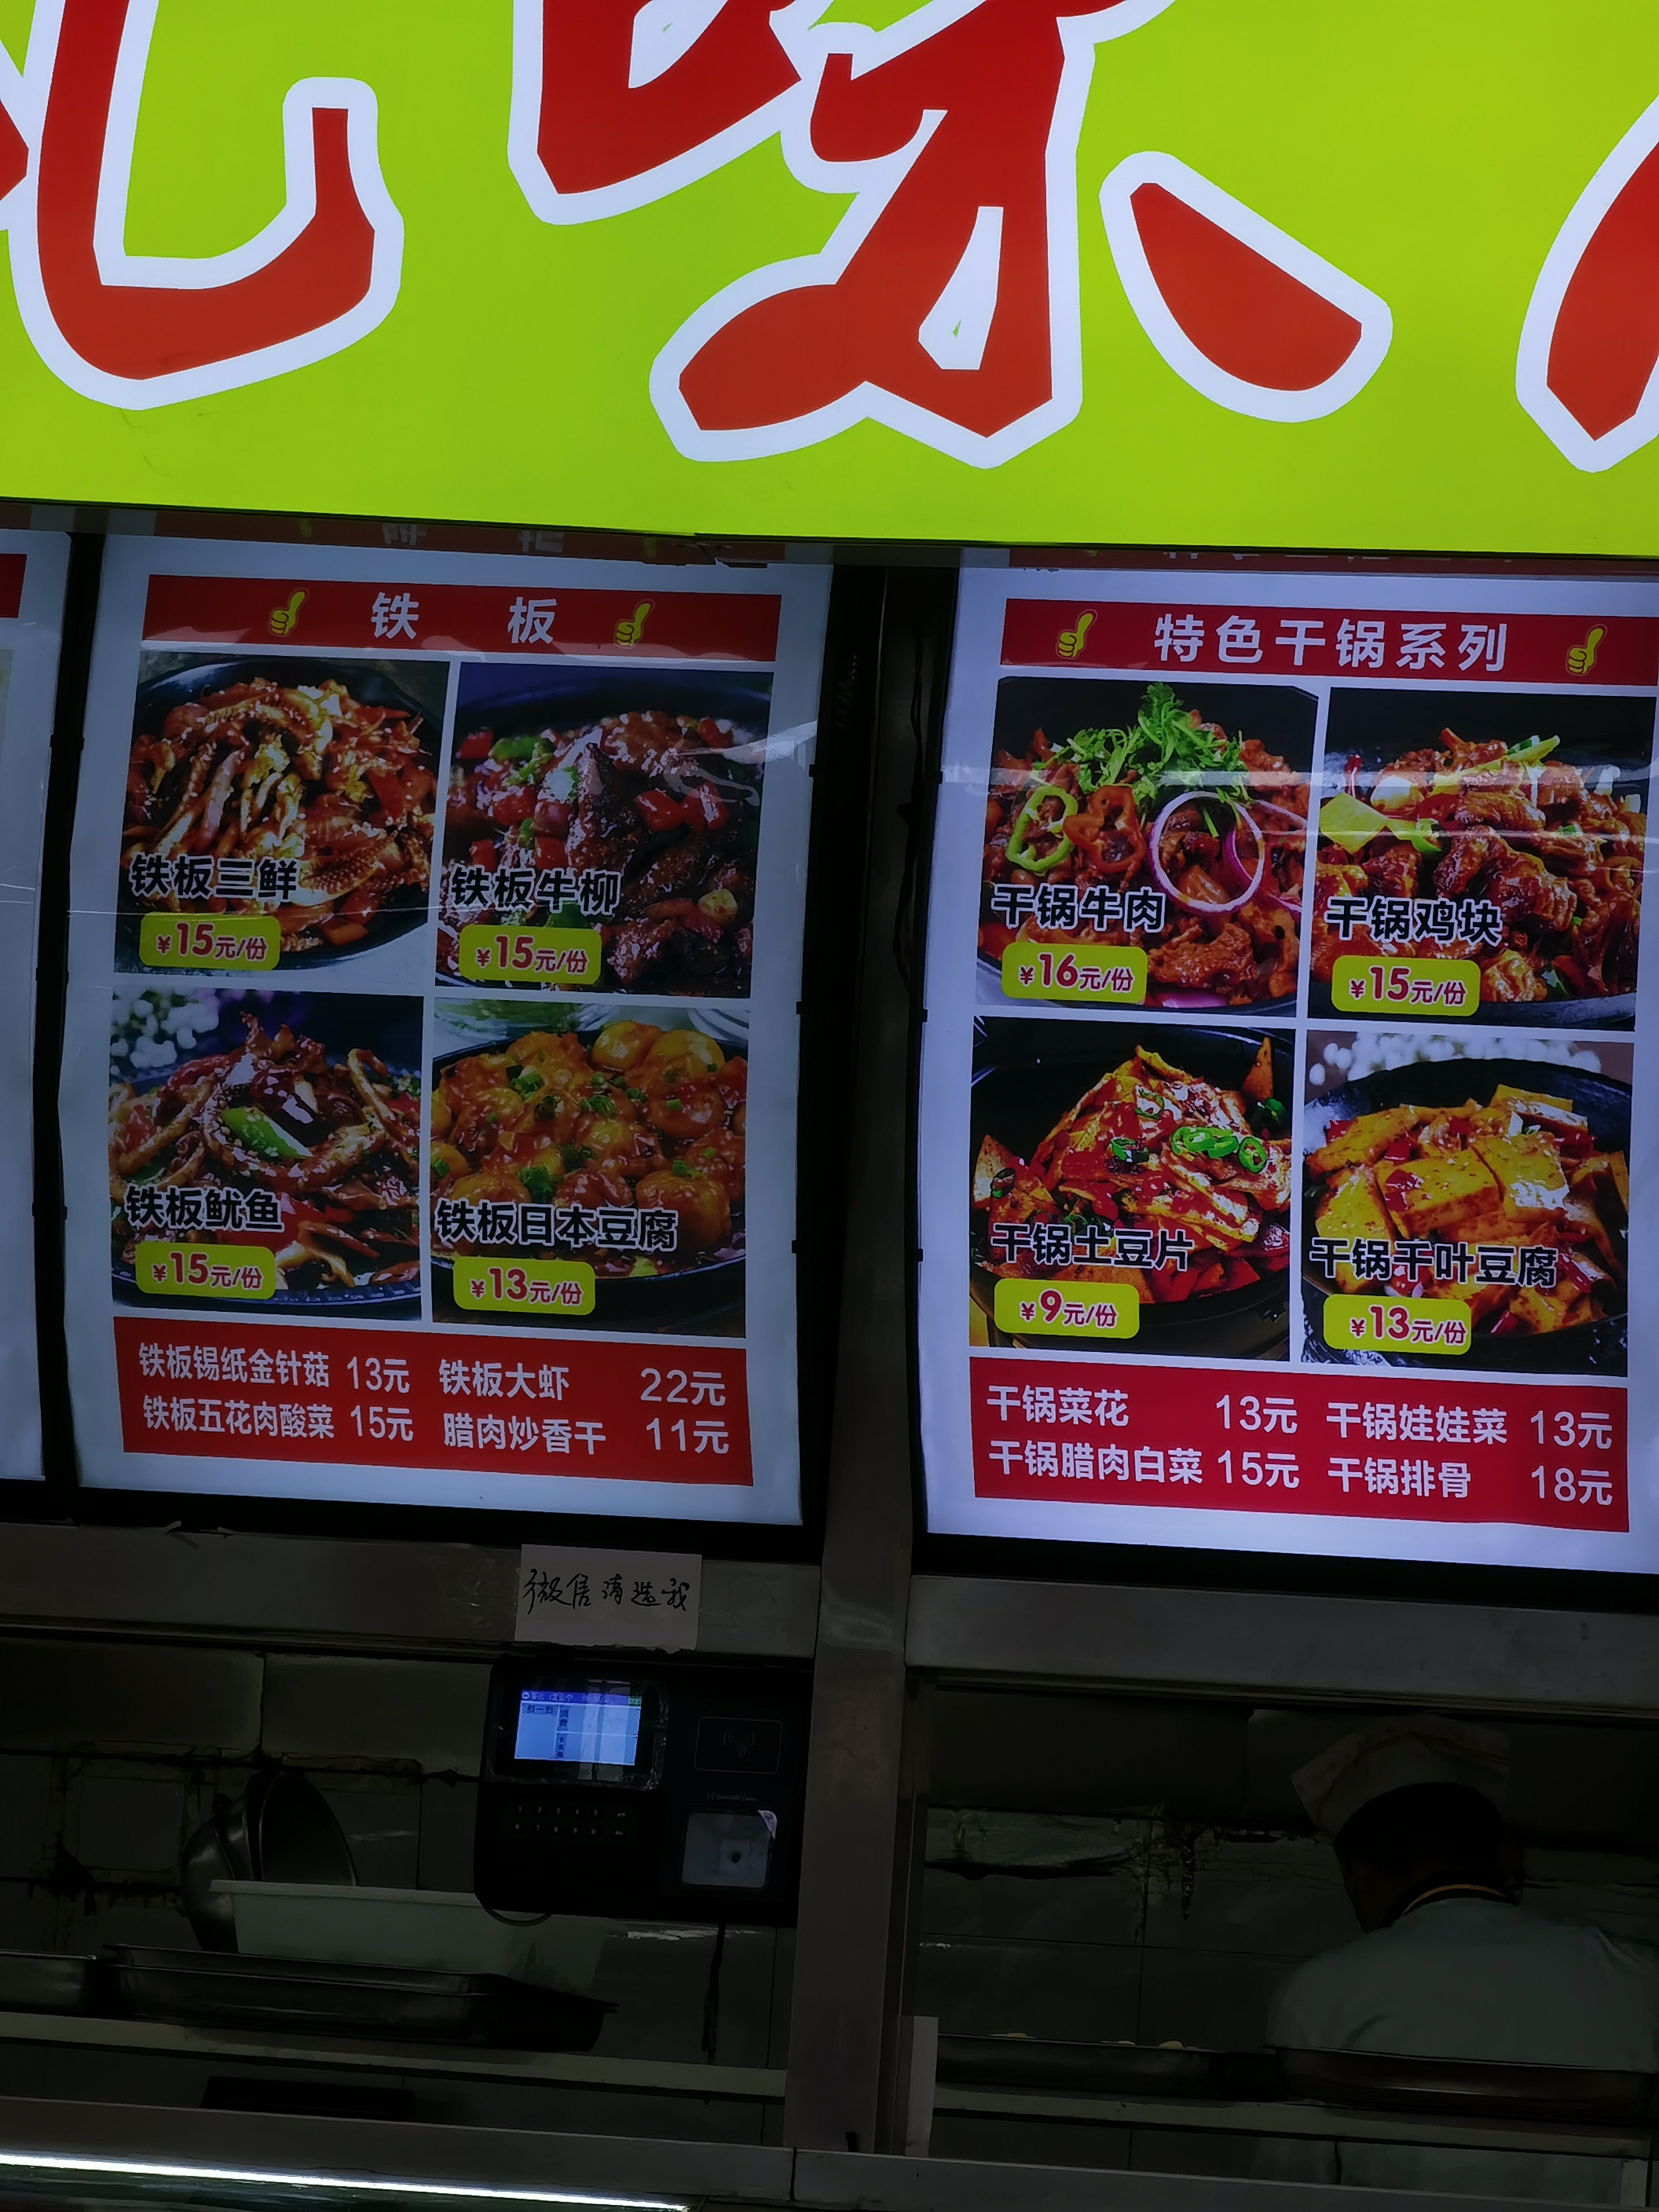 味
铁 板
铁板三鲜
¥15元/份
铁板牛柳
¥15元/份
铁板鱿鱼
¥15元/份
铁板日本豆腐
¥13元/份
铁板锡纸金针菇 13元 铁板大虾 22元
铁板五花肉酸菜 15元 腊肉炒香干 11元
特色干锅系列
干锅牛肉
¥16元/份
干锅鸡块
¥15元/份
干锅土豆片
¥9元/份
干锅千叶豆腐
¥13元/份
干锅菜花 13元 干锅娃娃菜 13元
干锅腊肉白菜 15元 干锅排骨 18元
微信请造我